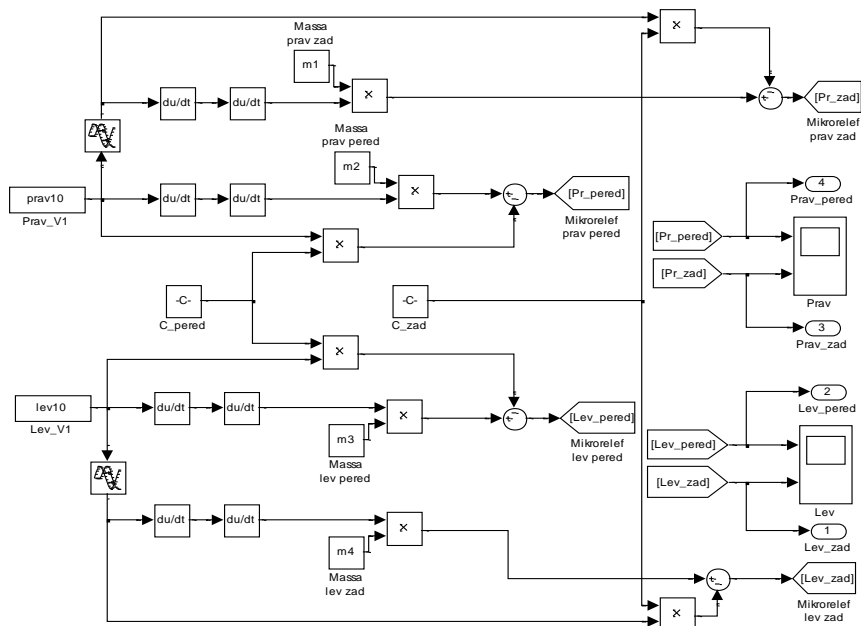 Massa
prav zad
m1
du/dt
du/dt
×
×
[Pr_zad]
Mikrorelef
prav zad
Massa
prav pered
m2
prav10
Prav_V1
du/dt
du/dt
×
[Pr_pered]
Mikrorelef
prav pered
×
4
Prav_pered
[Pr_pered]
[Pr_zad]
Prav
3
Prav_zad
-C-
C_pered
-C-
C_zad
×
lev10
Lev_V1
du/dt
du/dt
×
m3
Massa
lev pered
[Lev_pered]
Mikrorelef
lev pered
2
Lev_pered
[Lev_pered]
[Lev_zad]
Lev
1
Lev_zad
du/dt
du/dt
×
m4
Massa
lev zad
×
[Lev_zad]
Mikrorelef
lev zad